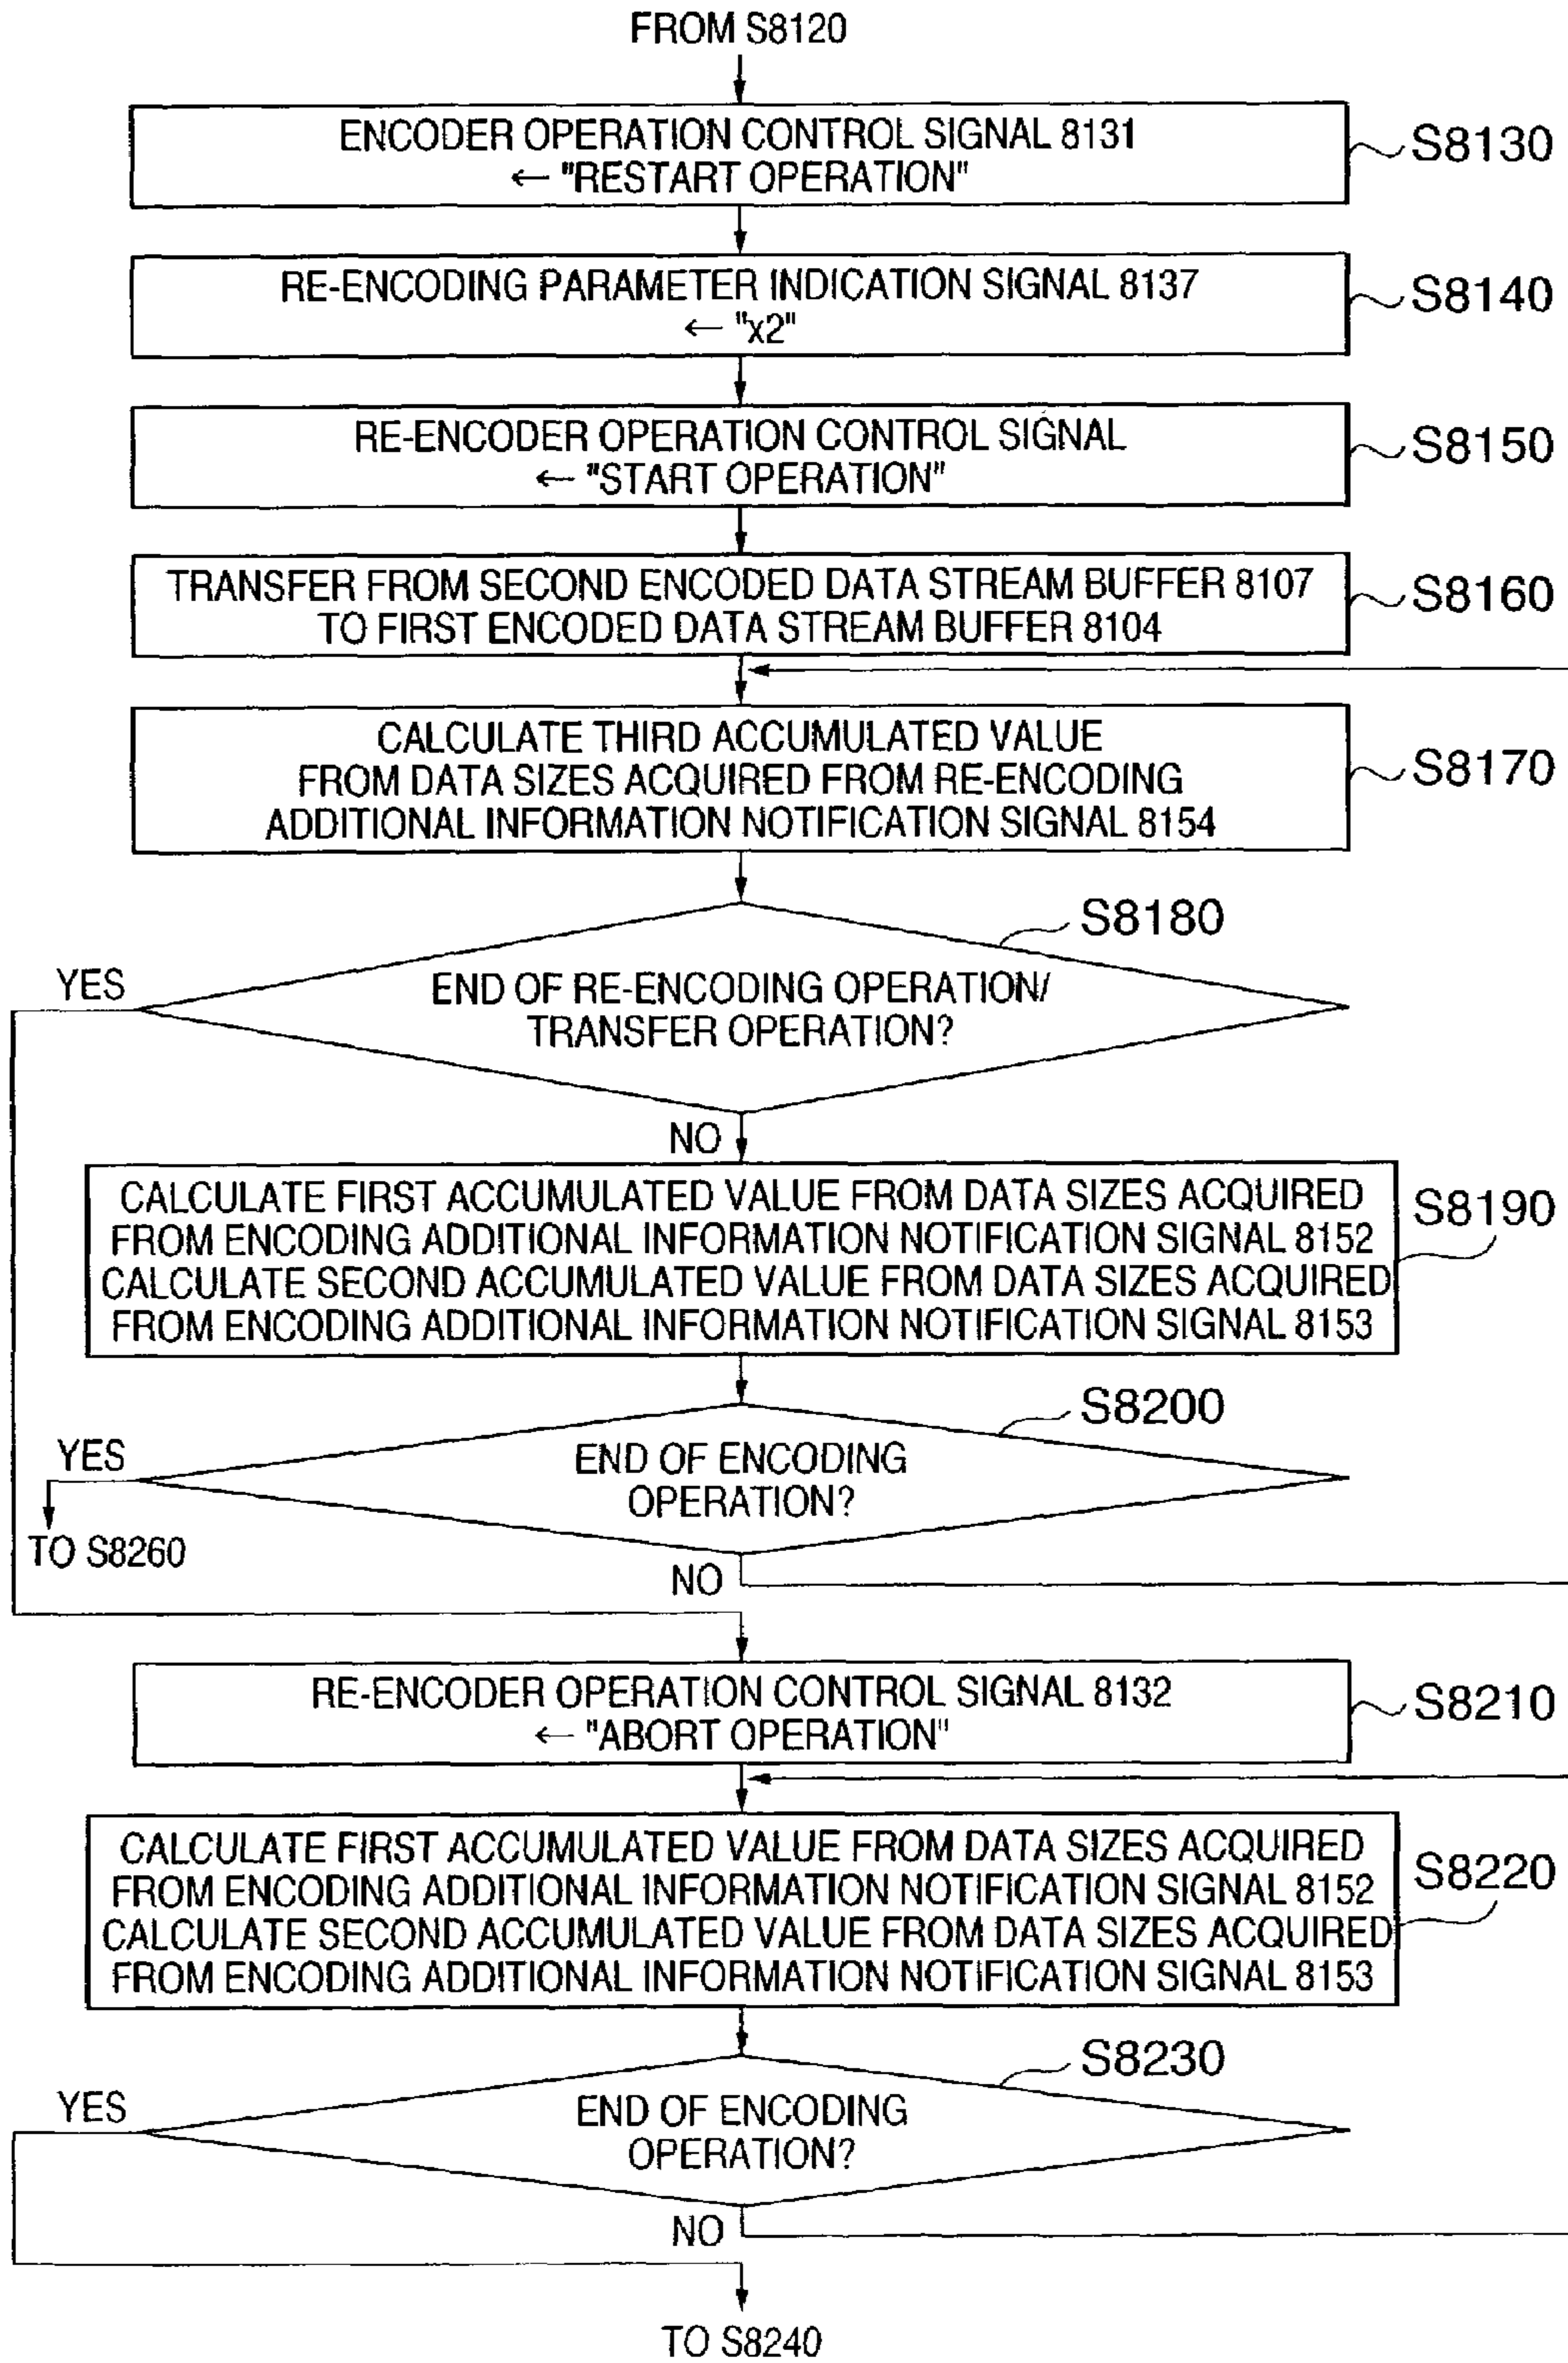 FROM S8120
ENCODER OPERATION CONTROL SIGNAL 8131
← "RESTART OPERATION"
S8130
RE-ENCODING PARAMETER INDICATION SIGNAL 8137
← "x2"
S8140
RE-ENCODER OPERATION CONTROL SIGNAL
← "START OPERATION"
S8150
TRANSFER FROM SECOND ENCODED DATA STREAM BUFFER 8107
TO FIRST ENCODED DATA STREAM BUFFER 8104
S8160
CALCULATE THIRD ACCUMULATED VALUE
FROM DATA SIZES ACQUIRED FROM RE-ENCODING
ADDITIONAL INFORMATION NOTIFICATION SIGNAL 8154
S8170
S8180
YES
END OF RE-ENCODING OPERATION/
TRANSFER OPERATION?
NO
CALCULATE FIRST ACCUMULATED VALUE FROM DATA SIZES ACQUIRED
FROM ENCODING ADDITIONAL INFORMATION NOTIFICATION SIGNAL 8152
CALCULATE SECOND ACCUMULATED VALUE FROM DATA SIZES ACQUIRED
FROM ENCODING ADDITIONAL INFORMATION NOTIFICATION SIGNAL 8153
S8190
S8200
YES
END OF ENCODING
OPERATION?
TO S8260
NO
RE-ENCODER OPERATION CONTROL SIGNAL 8132
← "ABORT OPERATION"
S8210
CALCULATE FIRST ACCUMULATED VALUE FROM DATA SIZES ACQUIRED
FROM ENCODING ADDITIONAL INFORMATION NOTIFICATION SIGNAL 8152
CALCULATE SECOND ACCUMULATED VALUE FROM DATA SIZES ACQUIRED
FROM ENCODING ADDITIONAL INFORMATION NOTIFICATION SIGNAL 8153
S8220
S8230
YES
END OF ENCODING
OPERATION?
NO
TO S8240